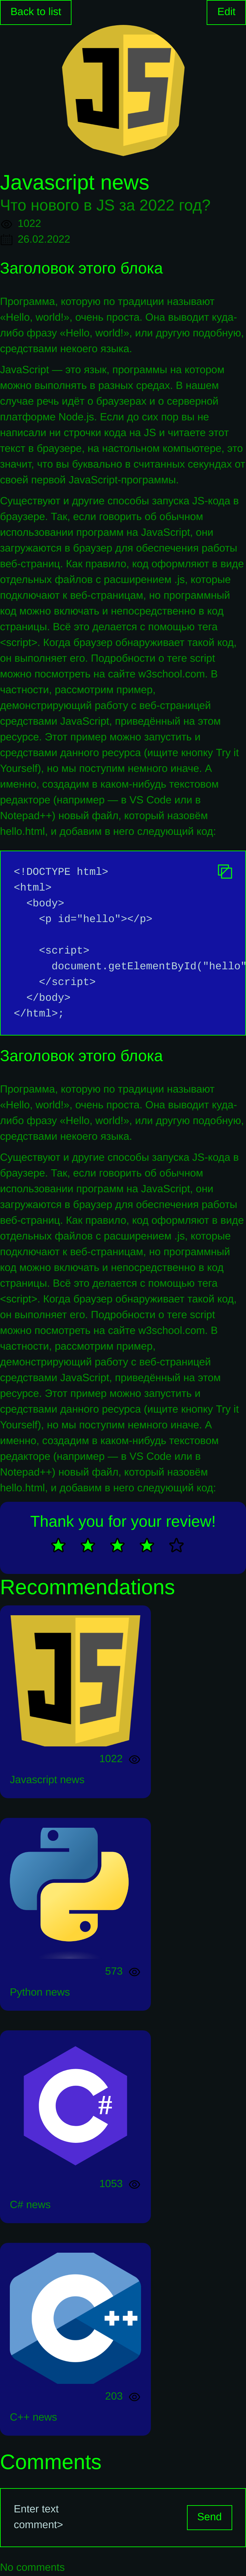 Back to list
Edit
JS
Javascript news
Что нового в JS за 2022 год?
1022
26.02.2022
Заголовок этого блока
Программа, которую по традиции называют
«Hello, world!», очень проста. Она выводит куда-
либо фразу «Hello, world!», или другую подобную,
средствами некоего языка.
JavaScript — это язык, программы на котором
можно выполнять в разных средах. В нашем
случае речь идёт о браузерах и о серверной
платформе Node.js. Если до сих пор вы не
написали ни строчки кода на JS и читаете этот
текст в браузере, на настольном компьютере, это
значит, что вы буквально в считанных секундах от
своей первой JavaScript-программы.
Существуют и другие способы запуска JS-кода в
браузере. Так, если говорить об обычном
использовании программ на JavaScript, они
загружаются в браузер для обеспечения работы
веб-страниц. Как правило, код оформляют в виде
отдельных файлов с расширением .js, которые
подключают к веб-страницам, но программный
код можно включать и непосредственно в код
страницы. Всё это делается с помощью тега
<script>. Когда браузер обнаруживает такой код,
он выполняет его. Подробности о теге script
можно посмотреть на сайте w3school.com. В
частности, рассмотрим пример,
демонстрирующий работу с веб-страницей
средствами JavaScript, приведённый на этом
ресурсе. Этот пример можно запустить и
средствами данного ресурса (ищите кнопку Try it
Yourself), но мы поступим немного иначе. А
именно, создадим в каком-нибудь текстовом
редакторе (например — в VS Code или в
Notepad++) новый файл, который назовём
hello.html, и добавим в него следующий код:
<!DOCTYPE html>
<html>
<body>
<p id="hello"></p>
<script>
document.getElementById("hello"
</script>
</body>
</html>;
Заголовок этого блока
Программа, которую по традиции называют
«Hello, world!», очень проста. Она выводит куда-
либо фразу «Hello, world!», или другую подобную,
средствами некоего языка.
Существуют и другие способы запуска JS-кода в
браузере. Так, если говорить об обычном
использовании программ на JavaScript, они
загружаются в браузер для обеспечения работы
веб-страниц. Как правило, код оформляют в виде
отдельных файлов с расширением .js, которые
подключают к веб-страницам, но программный
код можно включать и непосредственно в код
страницы. Всё это делается с помощью тега
<script>. Когда браузер обнаруживает такой код,
он выполняет его. Подробности о теге script
можно посмотреть на сайте w3school.com. В
частности, рассмотрим пример,
демонстрирующий работу с веб-страницей
средствами JavaScript, приведённый на этом
ресурсе. Этот пример можно запустить и
средствами данного ресурса (ищите кнопку Try it
Yourself), но мы поступим немного иначе. А
именно, создадим в каком-нибудь текстовом
редакторе (например — в VS Code или в
Notepad++) новый файл, который назовём
hello.html, и добавим в него следующий код:
Thank you for your review!
Recommendations
JS
1022
Javascript news
573
Python news
C#
1053
C# news
C++
203
C++ news
Comments
Enter text
comment>
Send
No comments